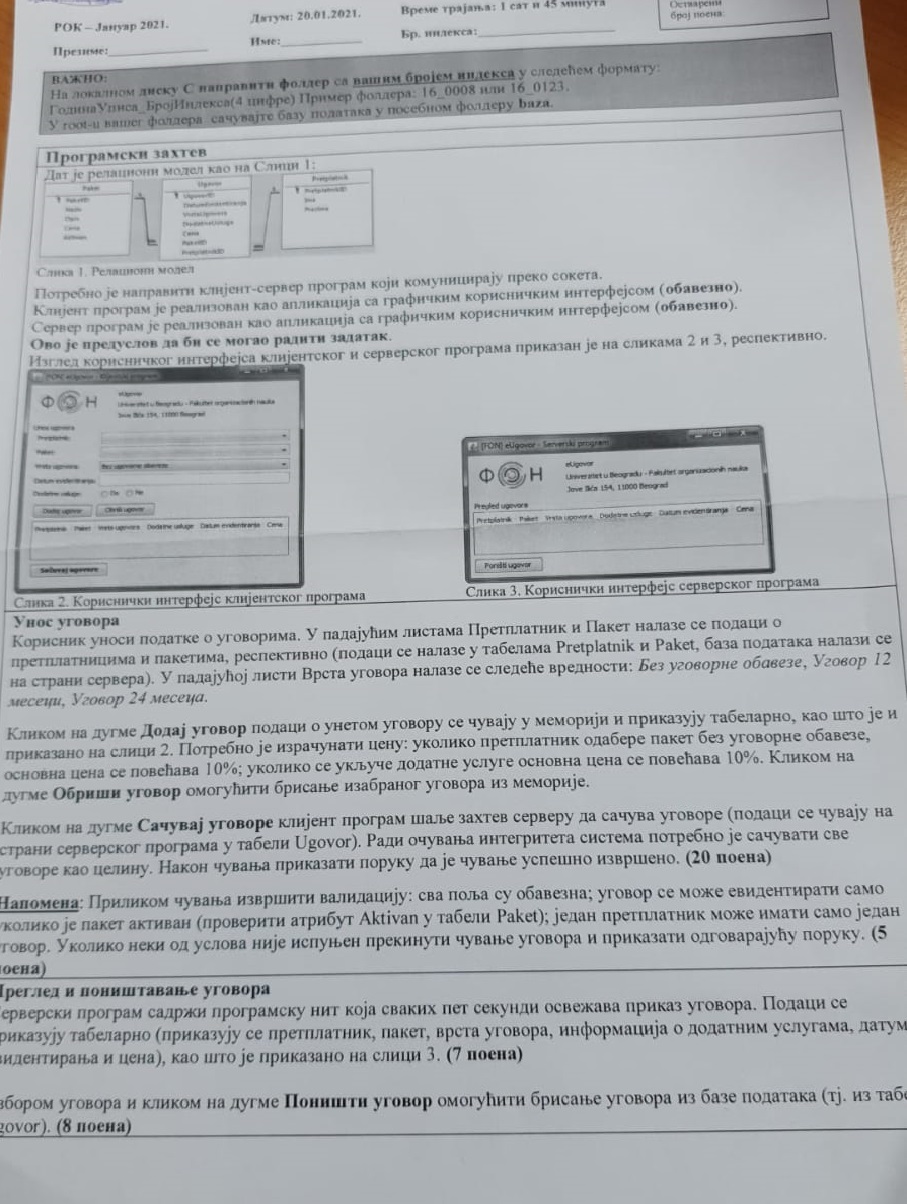 РОК – Јануар 2021.
Датум: 20.01.2021.
Време трајања: 1 сат и 45 минута
Остварени
број поена:
Презиме:
Име:
Бр. индекса:
ВАЖНО:
На локалном диску C направити фолдер са вашим бројем индекса у следећем формату:
ГодинаУписа_БројИндекса(4 цифре) Пример фолдера: 16_0008 или 16_0123.
У root-u вашег фолдера сачувајте базу података у посебном фолдеру baza.
Програмски захтев
Дат је релациони модел као на Слици 1:
Paket
Ugovor
Pretplatnik
PaketID
Naziv
Opis
Cena
Aktivan
UgovorID
DatumEvidentiranja
VrstaUgovora
DodatneUsluge
Cena
PaketID
PretplatnikID
PretplatnikID
Ime
Prezime
Слика 1. Релациони модел
Потребно је направити клијент-сервер програм који комуницирају преко сокета.
Клијент програм је реализован као апликација са графичким корисничким интерфејсом (обавезно).
Сервер програм је реализован као апликација са графичким корисничким интерфејсом (обавезно).
Ово је предуслов да би се могао радити задатак.
Изглед корисничког интерфејса клијентског и серверског програма приказан је на сликама 2 и 3, респективно.
[FON] eUgovor - Klijentski program
ФОН
eUgovor
Univerzitet u Beogradu - Fakultet organizacionih nauka
Jove Ilića 154, 11000 Beograd
Unos ugovora
Pretplatnik:
Paket:
Vrsta ugovora:
Bez ugovorne obaveze
Datum evidentiranja:
Dodatne usluge:
Da
Ne
Dodaj ugovor
Obriši ugovor
Pretplatnik Paket Vrsta ugovora Dodatne usluge Datum evidentiranja Cena
Sačuvaj ugovore
[FON] eUgovor - Serverski program
ФОН
eUgovor
Univerzitet u Beogradu - Fakultet organizacionih nauka
Jove Ilića 154, 11000 Beograd
Pregled ugovora
Pretplatnik Paket Vrsta ugovora Dodatne usluge Datum evidentiranja Cena
Poništi ugovor
Слика 2. Кориснички интерфејс клијентског програма
Слика 3. Кориснички интерфејс серверског програма
Унос уговора
Корисник уноси податке о уговорима. У падајућим листама Претплатник и Пакет налазе се подаци о
претплатницима и пакетима, респективно (подаци се налазе у табелама Pretplatnik и Paket, база података налази се
на страни сервера). У падајућој листи Врста уговора налазе се следеће вредности: Без уговорне обавезе, Уговор 12
месеци, Уговор 24 месеца.
Кликом на дугме Додај уговор подаци о унетом уговору се чувају у меморији и приказују табеларно, као што је и
приказано на слици 2. Потребно је израчунати цену: уколико претплатник одабере пакет без уговорне обавезе,
основна цена се повећава 10%; уколико се укључе додатне услуге основна цена се повећава 10%. Кликом на
дугме Обриши уговор омогућити брисање изабраног уговора из меморије.
Кликом на дугме Сачувај уговоре клијент програм шаље захтев серверу да сачува уговоре (подаци се чувају на
страни серверског програма у табели Ugovor). Ради очувања интегритета система потребно је сачувати све
уговоре као целину. Након чувања приказати поруку да је чување успешно извршено. (20 поена)
Напомена: Приликом чувања извршити валидацију: сва поља су обавезна; уговор се може евидентирати само
уколико је пакет активан (проверити атрибут Aktivan у табели Paket); један претплатник може имати само један
уговор. Уколико неки од услова није испуњен прекинути чување уговора и приказати одговарајућу поруку. (5
поена)
Преглед и поништавање уговора
Серверски програм садржи програмску нит која сваких пет секунди освежава приказ уговора. Подаци се
приказују табеларно (приказују се претплатник, пакет, врста уговора, информација о додатним услугама, датум
евидентирања и цена), као што је приказано на слици 3. (7 поена)
Избором уговора и кликом на дугме Поништи уговор омогућити брисање уговора из базе података (тј. из табе
Ugovor). (8 поена)